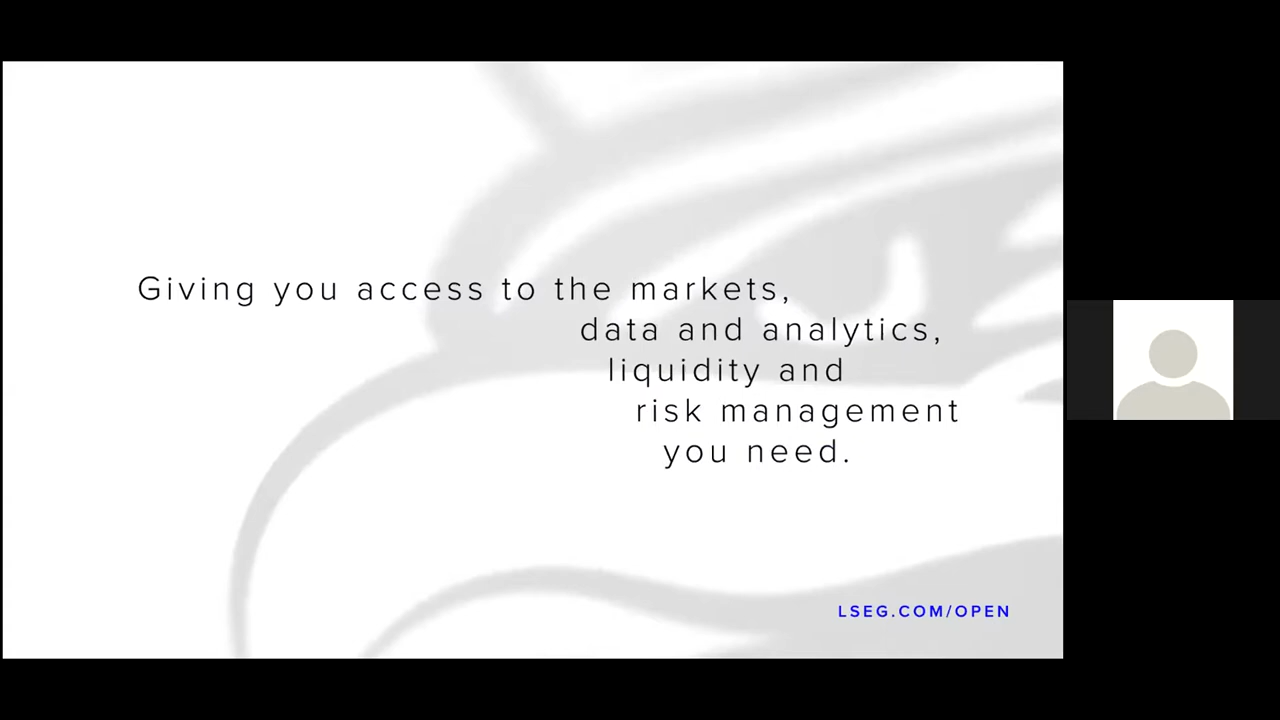 Giving you access to the markets,
data and analytics,
liquidity and
risk management
you need.
LSEG.COM/OPEN